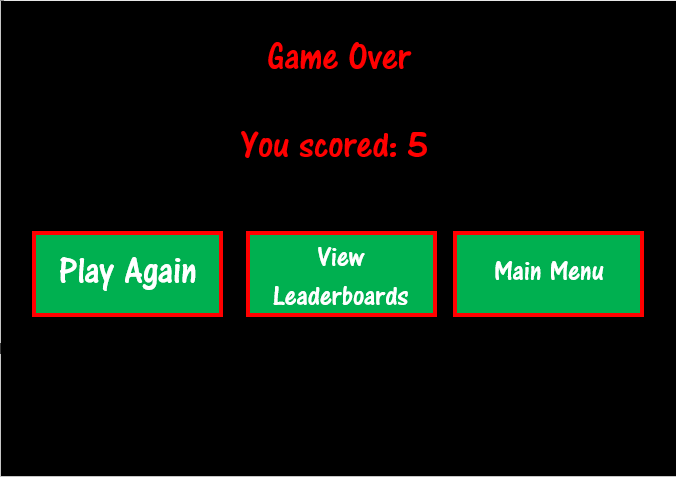 Game Over
You scored: 5
Play Again
View
Leaderboards
Main Menu